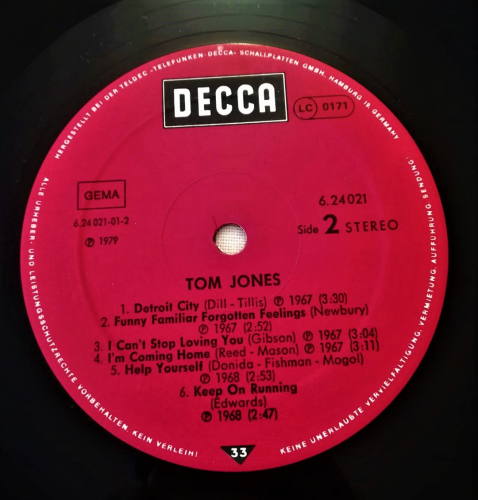 HERGESTELLT BEI DER TELDEC -TELEFUNKEN-DECCA- SCHALLPLATTEN GMBH, HAMBURG 19, GERMANY
DECCA
LC 0171
GEMA
6.24021-01-2
℗ 1979
6.24021
Side 2 STEREO
TOM JONES
1. Detroit City (Dill - Tillis) ℗ 1967 (3:30)
2. Funny Familiar Forgotten Feelings (Newbury)
℗ 1967 (2:52)
3. I Can't Stop Loving You (Gibson) ℗ 1967 (3:04)
4. I'm Coming Home (Reed - Mason) ℗ 1967 (3:11)
5. Help Yourself (Donida - Fishman - Mogol)
℗ 1968 (2:53)
6. Keep On Running
(Edwards)
℗ 1968 (2:47)
ALLE URHEBER- UND LEISTUNGSSCHUTZRECHTE VORBEHALTEN. KEIN VERLEIH!
33
KEINE UNERLAUBTE VERVIELFÄLTIGUNG, VERMIETUNG, AUFFÜHRUNG, SENDUNG!